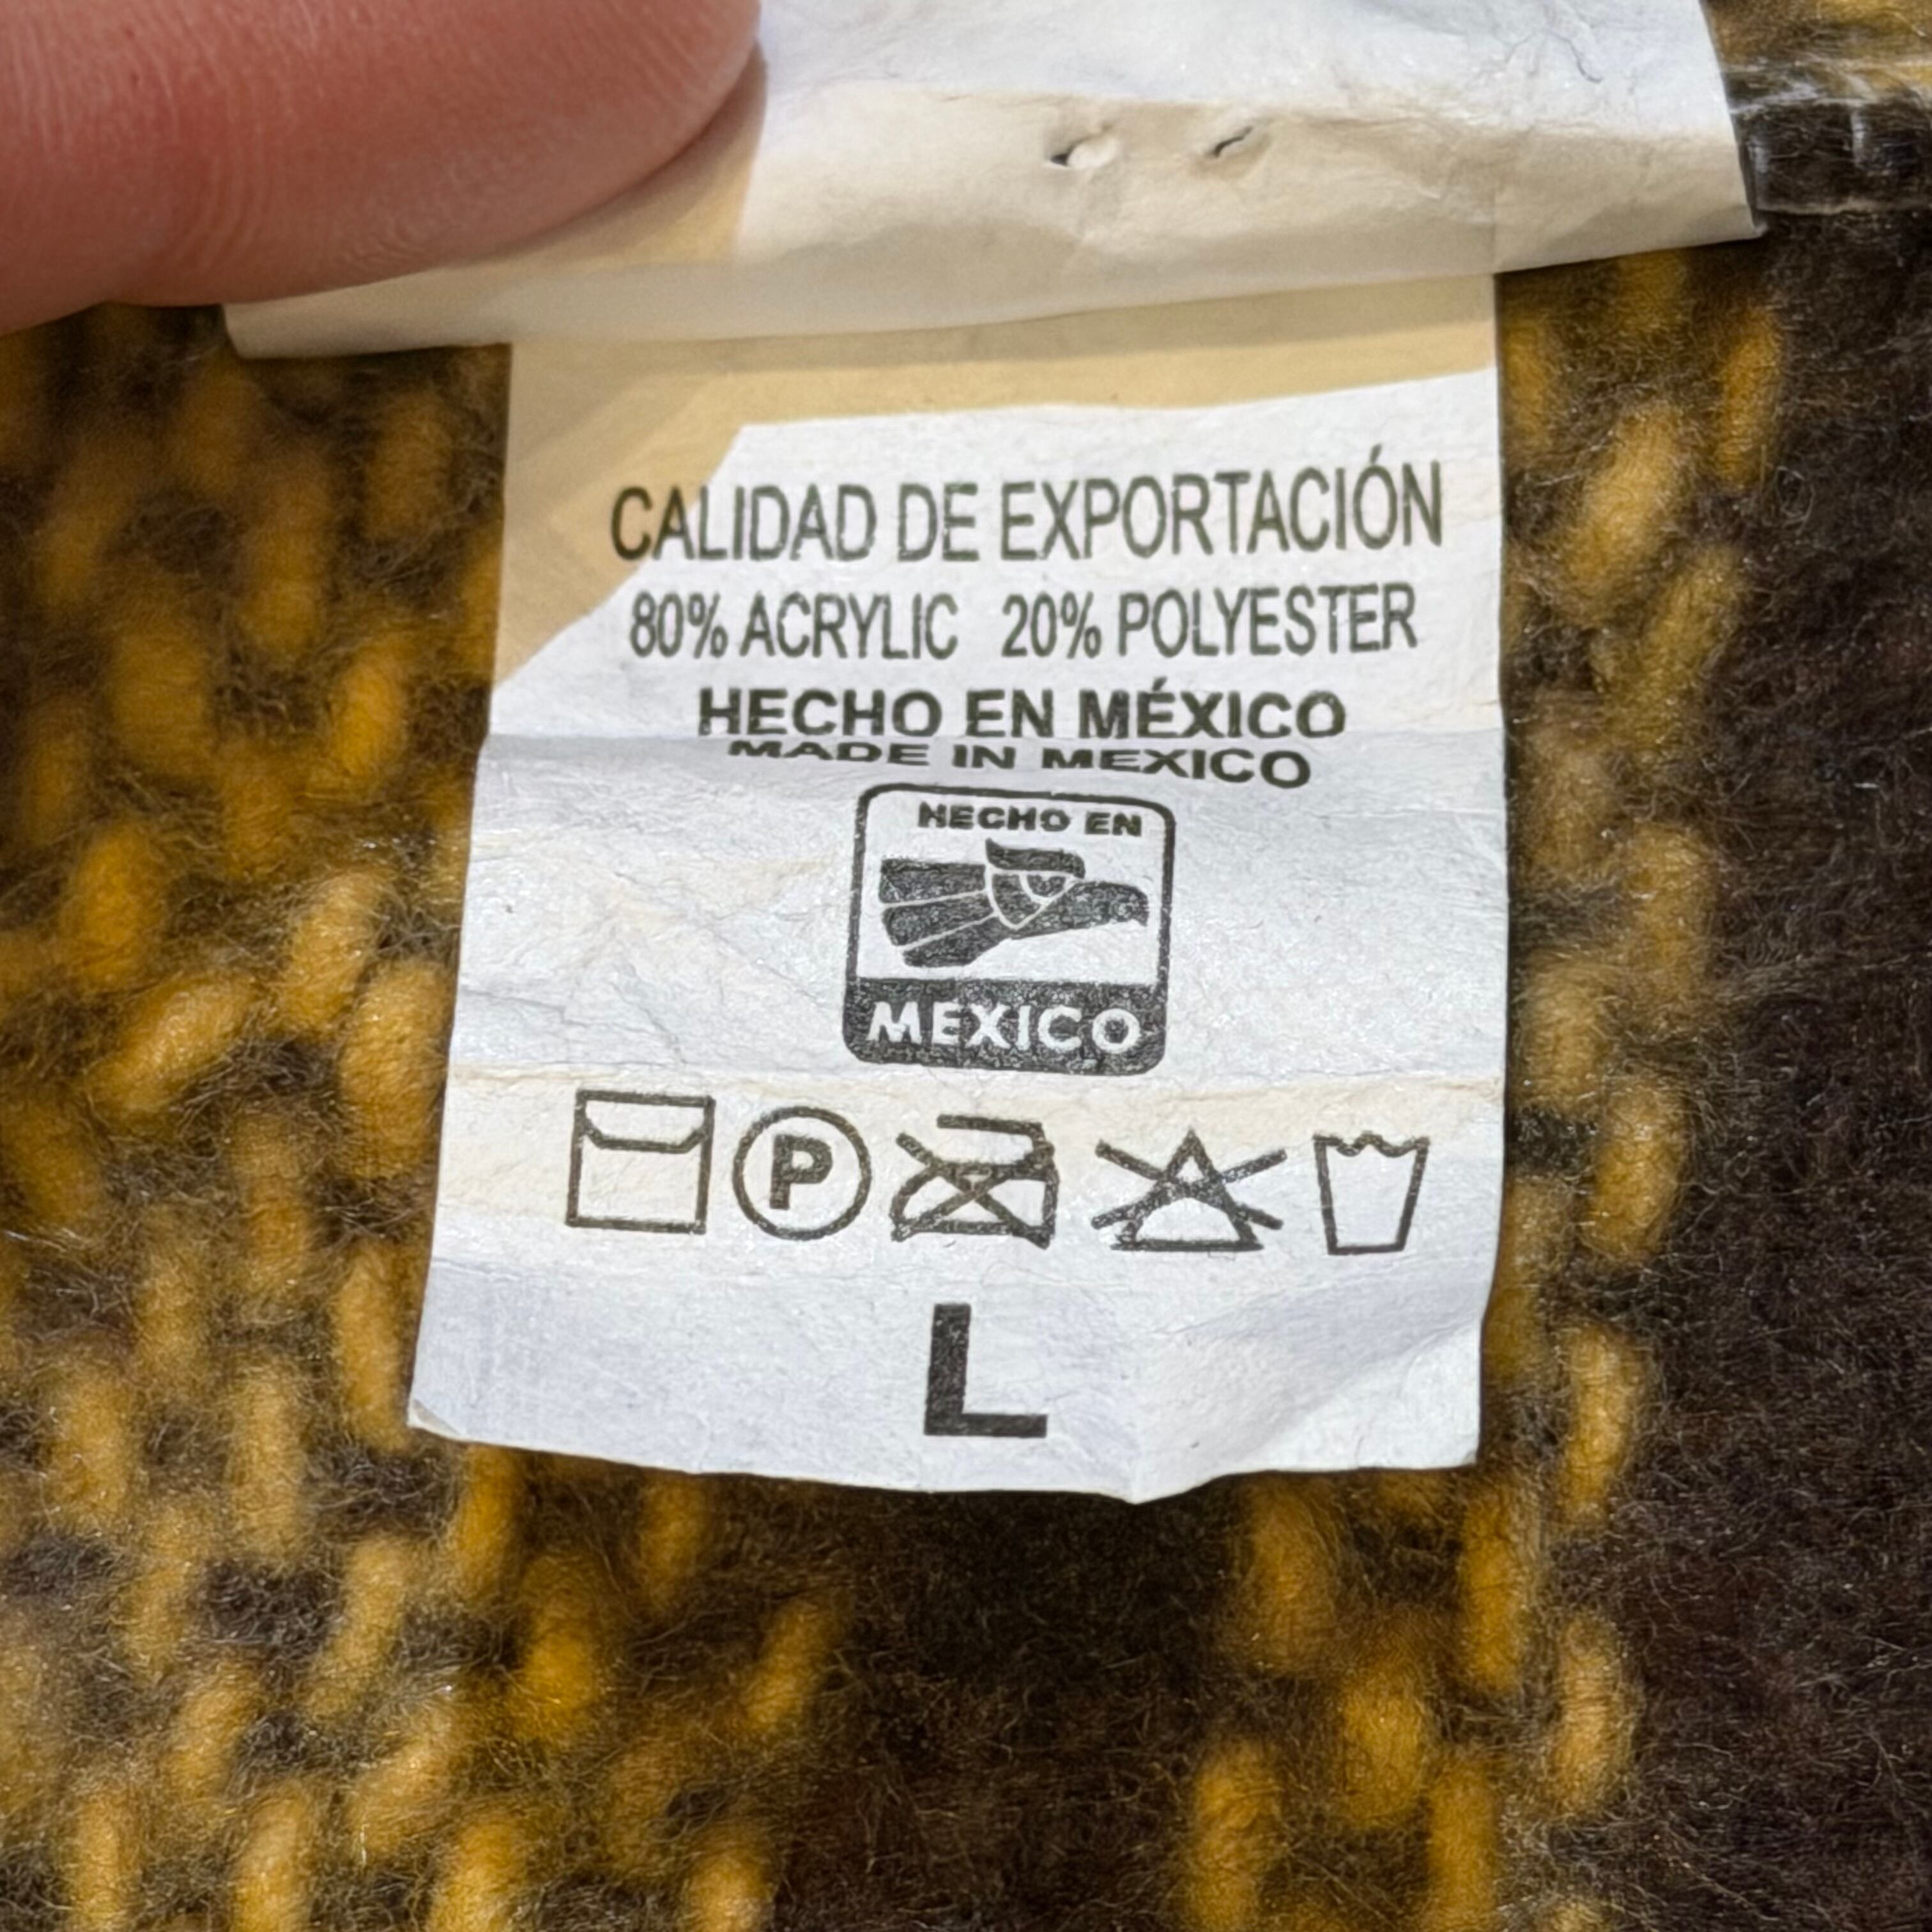 CALIDAD DE EXPORTACIÓN
80% ACRYLIC 20% POLYESTER
HECHO EN MÉXICO
MADE IN MEXICO
HECHO EN
MEXICO
P
L